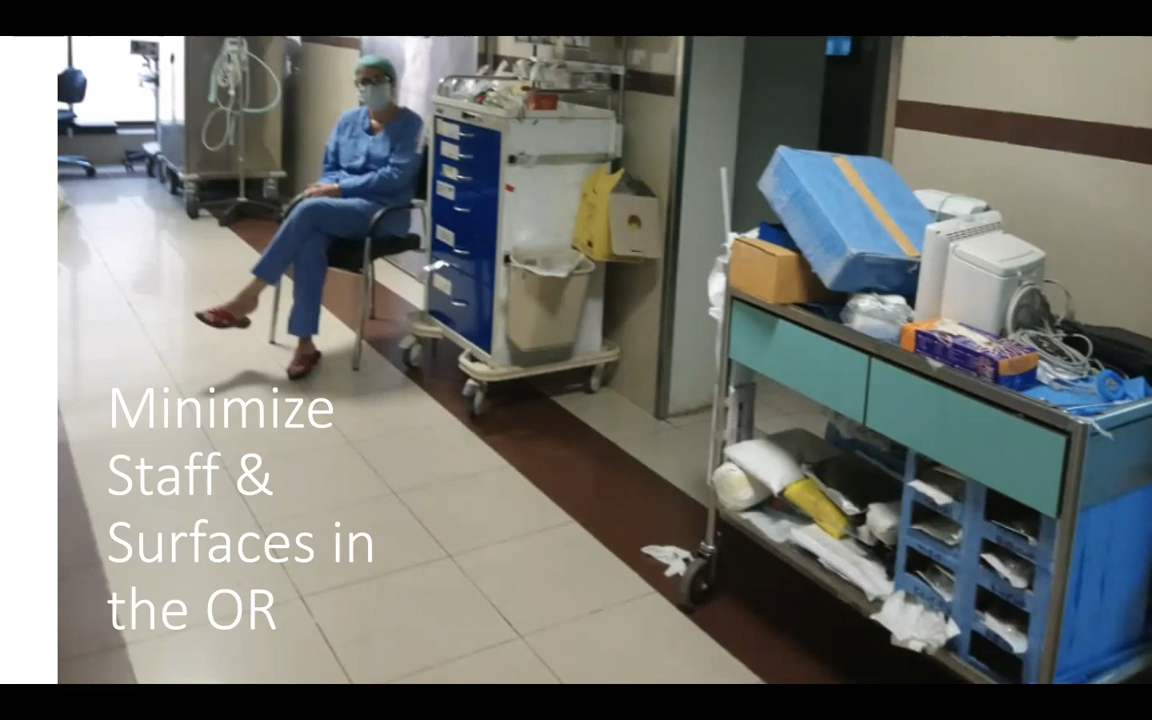 Minimize
Staff &
Surfaces in
the OR